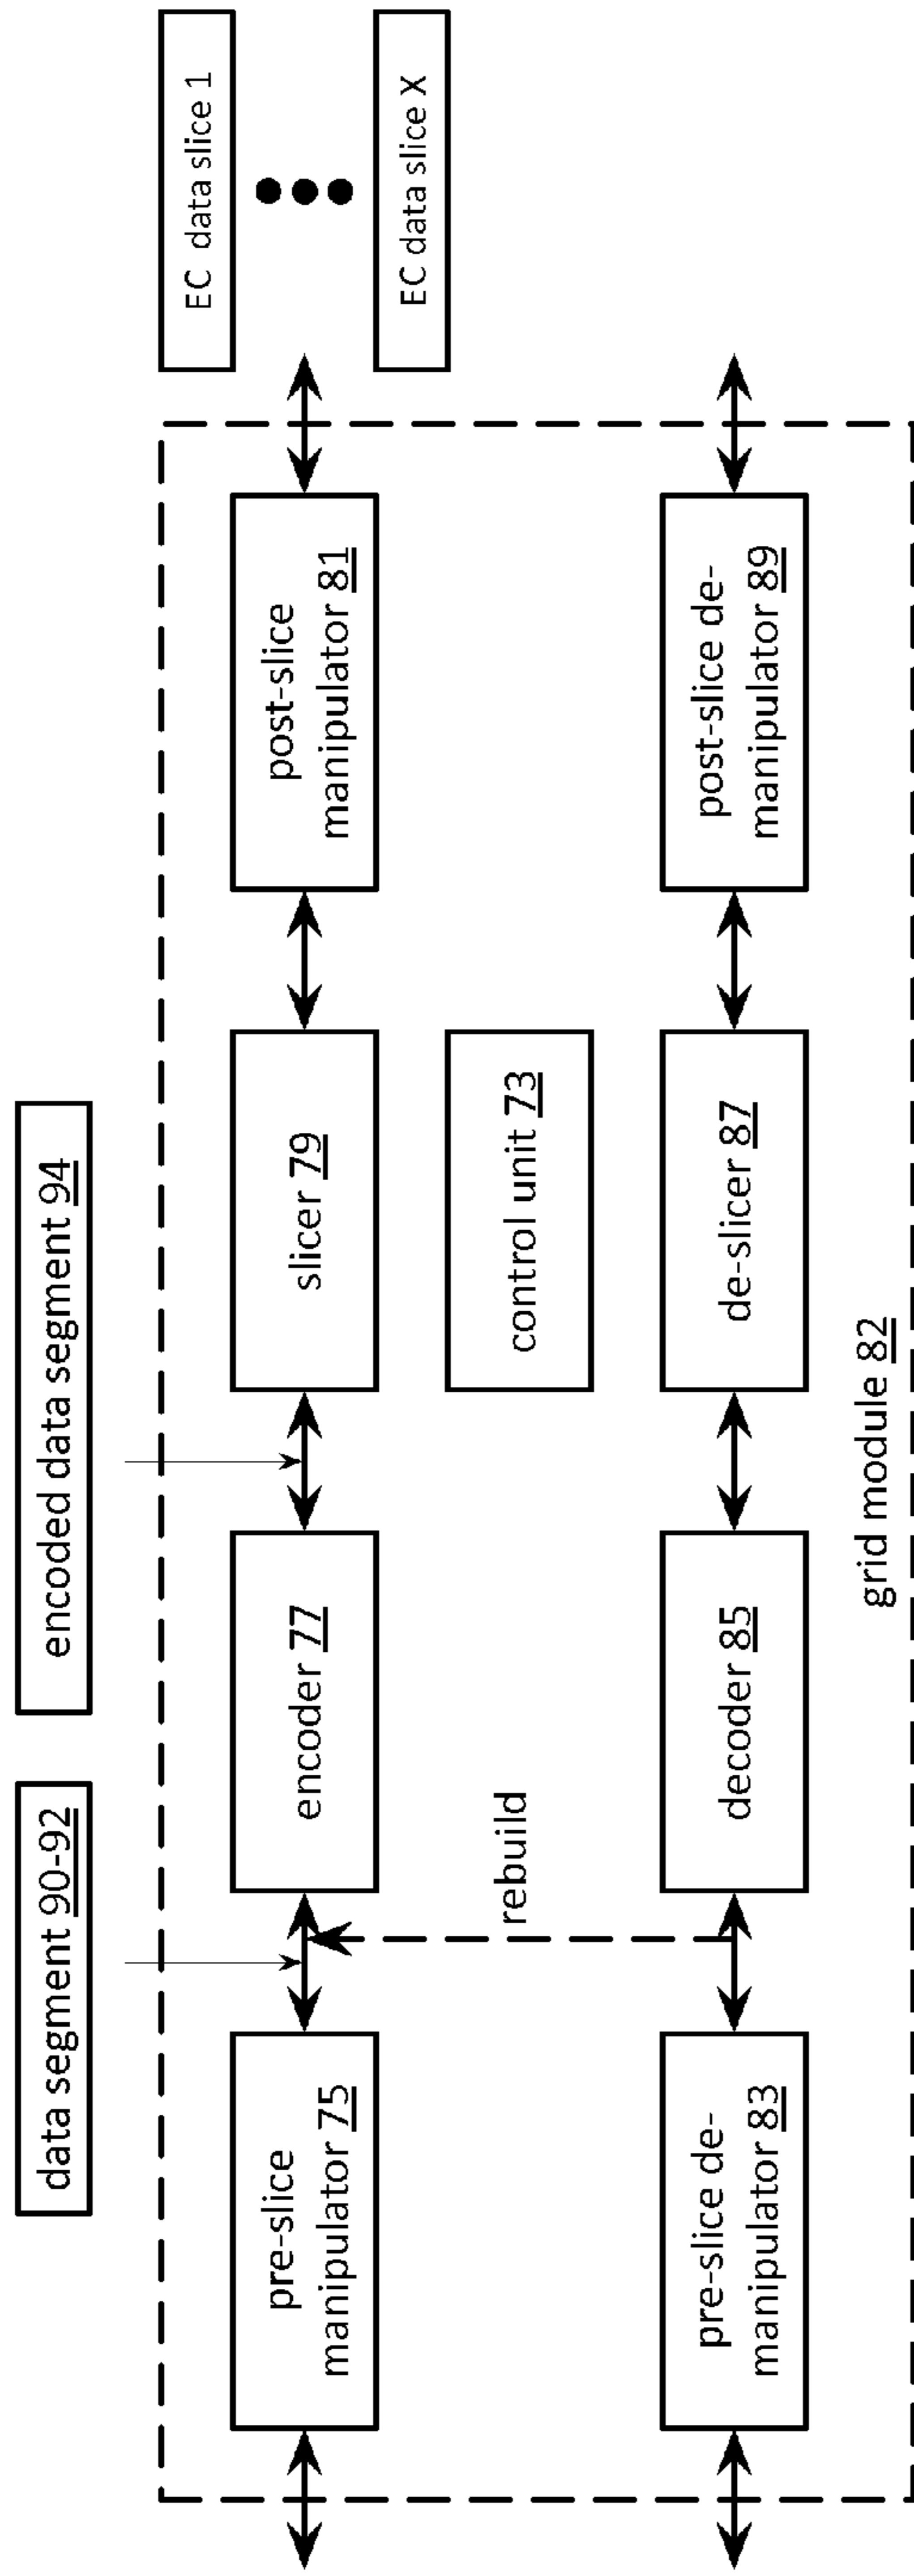 data segment 90-92
encoded data segment 94
EC data slice 1
EC data slice X
pre-slice
manipulator 75
encoder 77
slicer 79
post-slice
manipulator 81
rebuild
control unit 73
pre-slice de-
manipulator 83
decoder 85
de-slicer 87
post-slice de-
manipulator 89
grid module 82